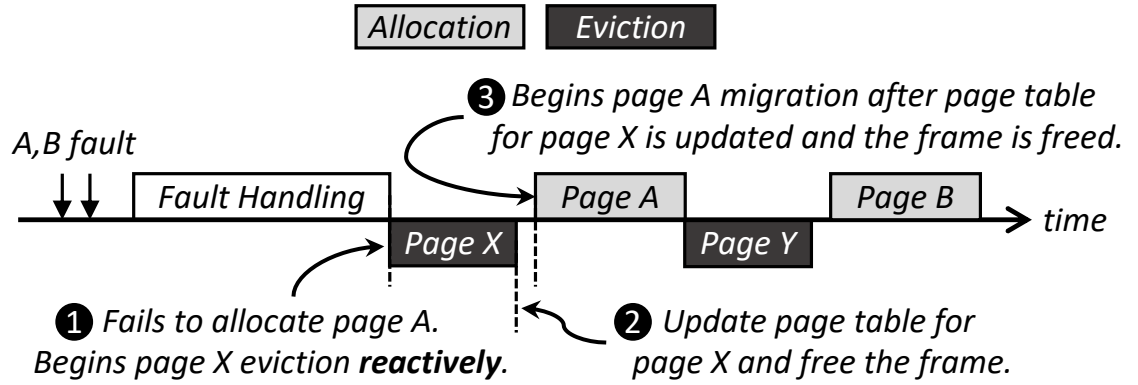 Allocation
Eviction
❸ Begins page A migration after page table
for page X is updated and the frame is freed.
A,B fault
Fault Handling
Page A
Page B
time
Page X
Page Y
❶ Fails to allocate page A.
Begins page X eviction reactively.
❷ Update page table for
page X and free the frame.